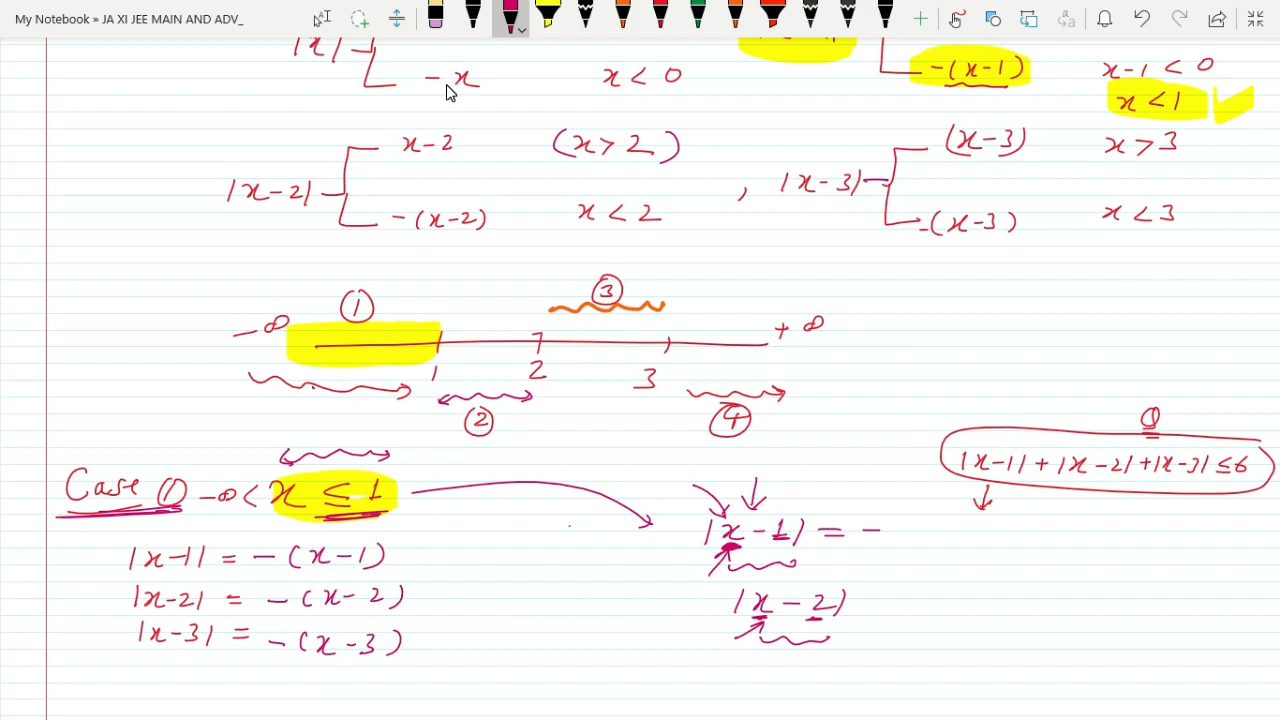 My Notebook » JA XI JEE MAIN AND ADV_
|x|
-x x < 0
-(x-1) x-1 < 0
x < 1
|x-2| x-2 (x > 2)
-(x-2) x < 2
, |x-3| (x-3) x > 3
-(x-3) x < 3
① ③
-∞ +∞
1 2 3
② ④
Q
|x-1| + |x-2| + |x-3| ≤ 6
Case ① -∞ < x ≤ 1
|x-1| = -(x-1)
|x-2| = -(x-2)
|x-3| = -(x-3)
|x-1| = -
|x-2|